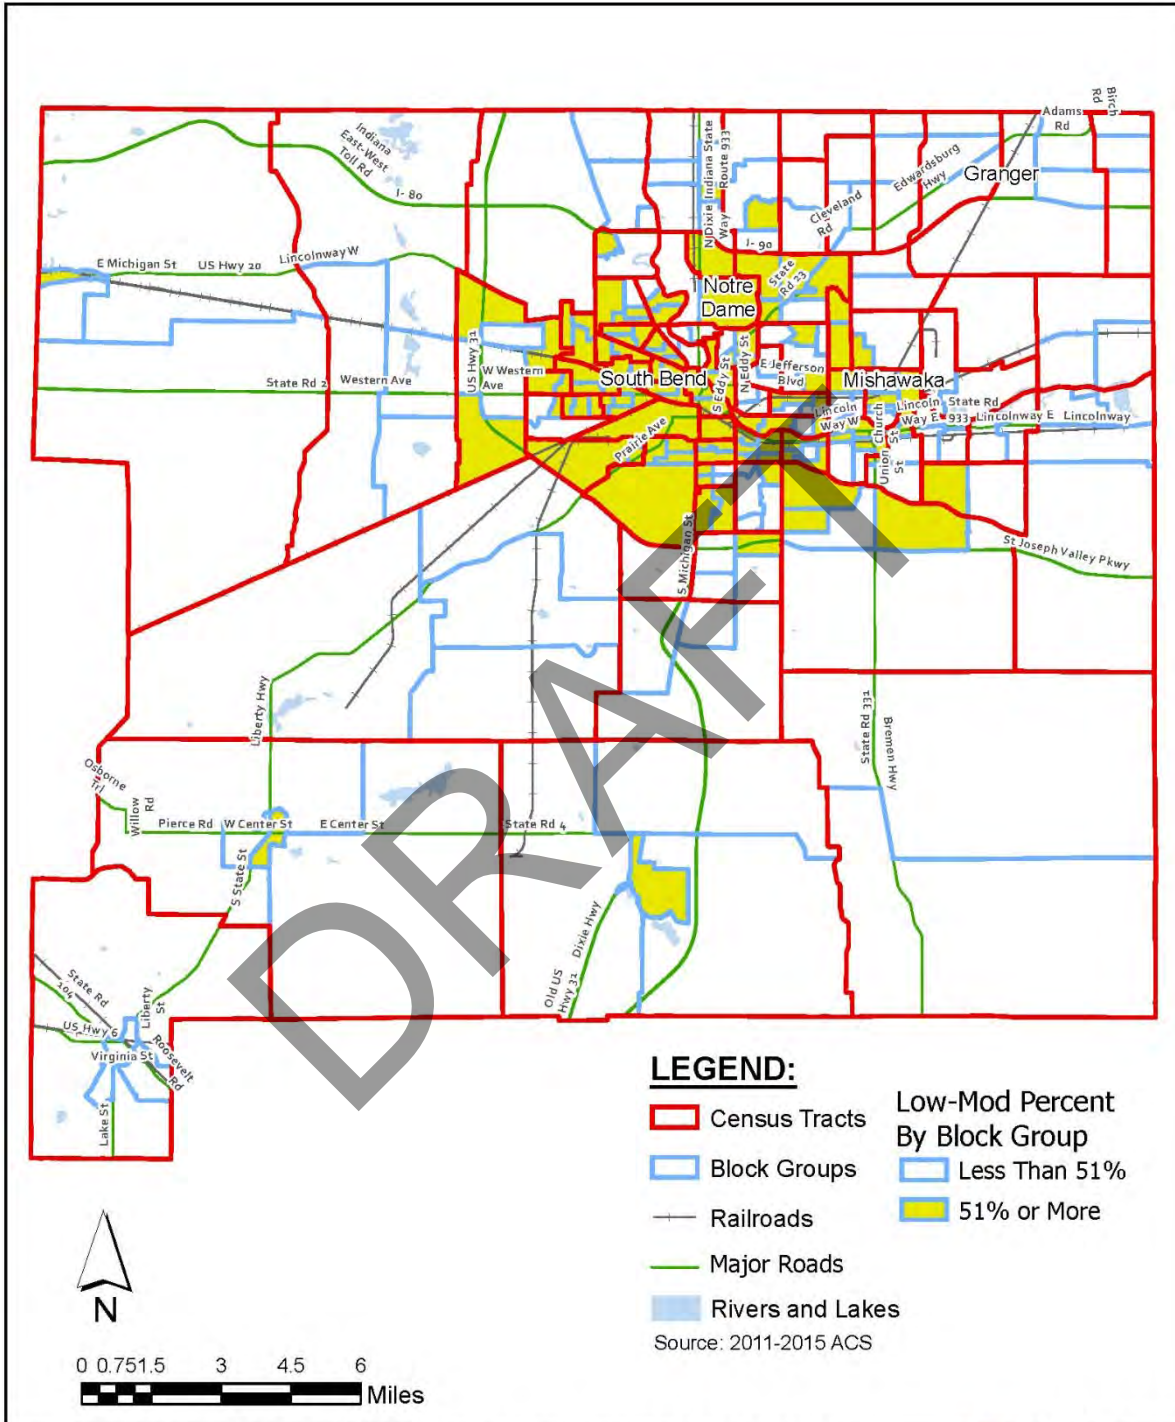 Birch
Rd
Adams
Rd
Indiana
East-West
Toll Rd
I- 80
N Dixie
Way
Indiana State
Route 933
Edwardsburg
Hwy
Granger
Cleveland
Rd
I- 90
E Michigan St
US Hwy 20
Lincolnway W
State
Rd 23
Notre
Dame
US Hwy 31
W Western
Ave
State Rd 2
Western Ave
South Bend
S Eddy St
N Eddy St
E Jefferson
Blvd
Mishawaka
Lincoln
Way W
Church
Union St
St
Lincoln
Way E
State Rd
933
Lincolnway E
Lincolnway
Prairie Ave
S Michigan St
St Joseph Valley Pkwy
DRAFT
Liberty Hwy
State Rd 331
Bremen Hwy
Osborne
Trl
Willow
Rd
Pierce Rd
W Center St
E Center St
State Rd 4
S State St
Old US
Hwy 31
Dixie Hwy
State Rd
104
US Hwy 6
Liberty
St
Virginia St
Roosevelt
Rd
Lake St
LEGEND:
Census Tracts
Block Groups
Railroads
Major Roads
Rivers and Lakes
Source: 2011-2015 ACS
Low-Mod Percent
By Block Group
Less Than 51%
51% or More
N
0 0.75 1.5 3 4.5 6
Miles